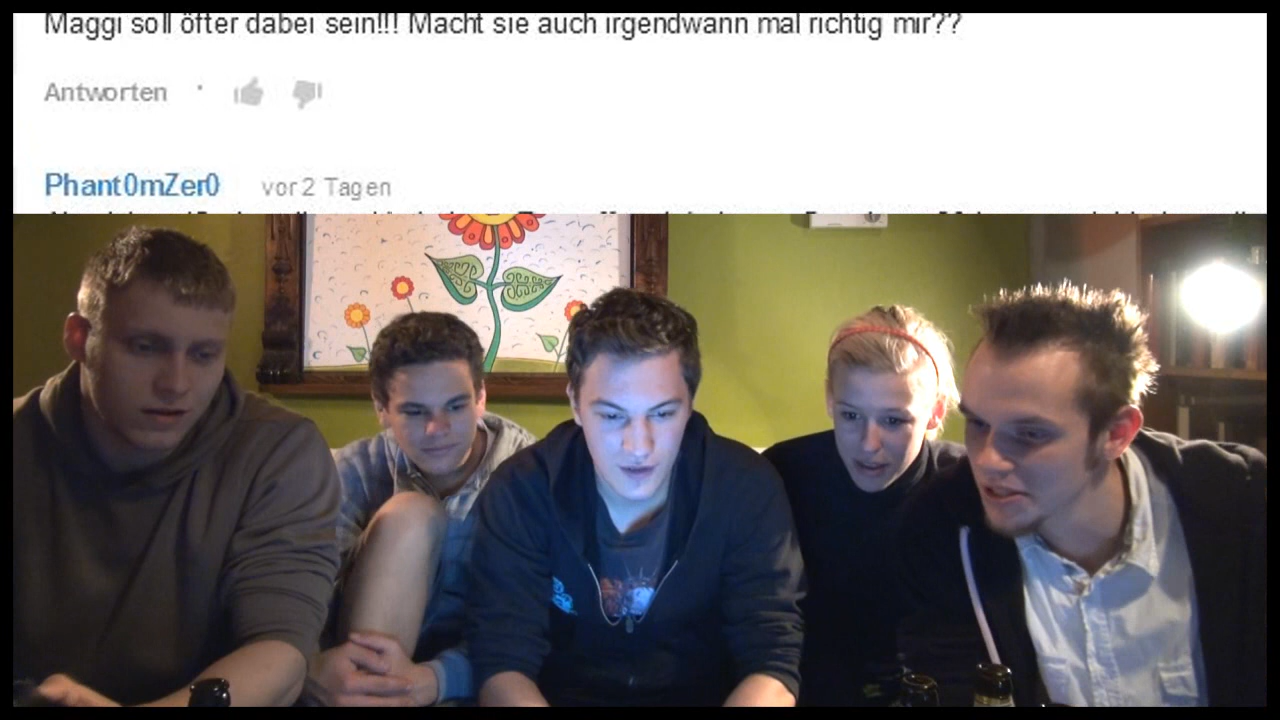 Maggi soll öfter dabei sein!!! Macht sie auch irgendwann mal richtig mir??
Antworten
Phant0mZer0 vor 2 Tagen